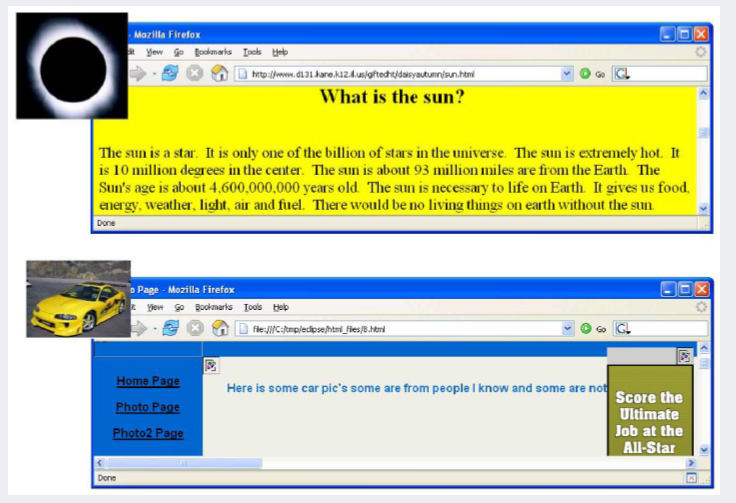 - Mozilla Firefox
dit View Go Bookmarks Tools Help
http://www.d131.kane.k12.il.us/giftedht/daisyautumn/sun.html Go G
What is the sun?
The sun is a star. It is only one of the billion of stars in the universe. The sun is extremely hot. It
is 10 million degrees in the center. The sun is about 93 million miles are from the Earth. The
Sun's age is about 4,600,000,000 years old. The sun is necessary to life on Earth. It gives us food,
energy, weather, light, air and fuel. There would be no living things on earth without the sun.
Done
o Page - Mozilla Firefox
it View Go Bookmarks Tools Help
file:///C:/tmp/eclipse/html_files/8.html Go G
Home Page
Photo Page
Photo2 Page
Here is some car pic's some are from people I know and some are not
Score the
Ultimate
Job at the
All-Star
Done